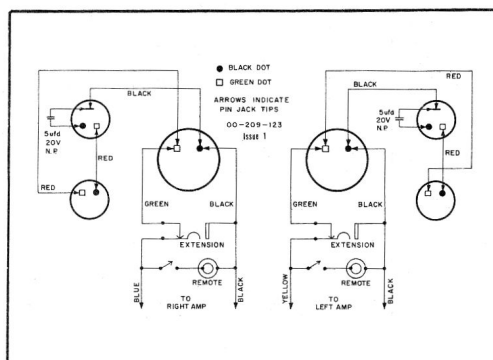 BLACK DOT
GREEN DOT
ARROWS INDICATE
PIN JACK TIPS
00-209-123
Issue 1
BLACK
5ufd
20V
N.P.
RED
RED
GREEN
BLACK
EXTENSION
REMOTE
BLUE
TO
RIGHT AMP
BLACK
RED
BLACK
5ufd
20V
N.P.
RED
GREEN
BLACK
EXTENSION
REMOTE
YELLOW
TO
LEFT AMP
BLACK